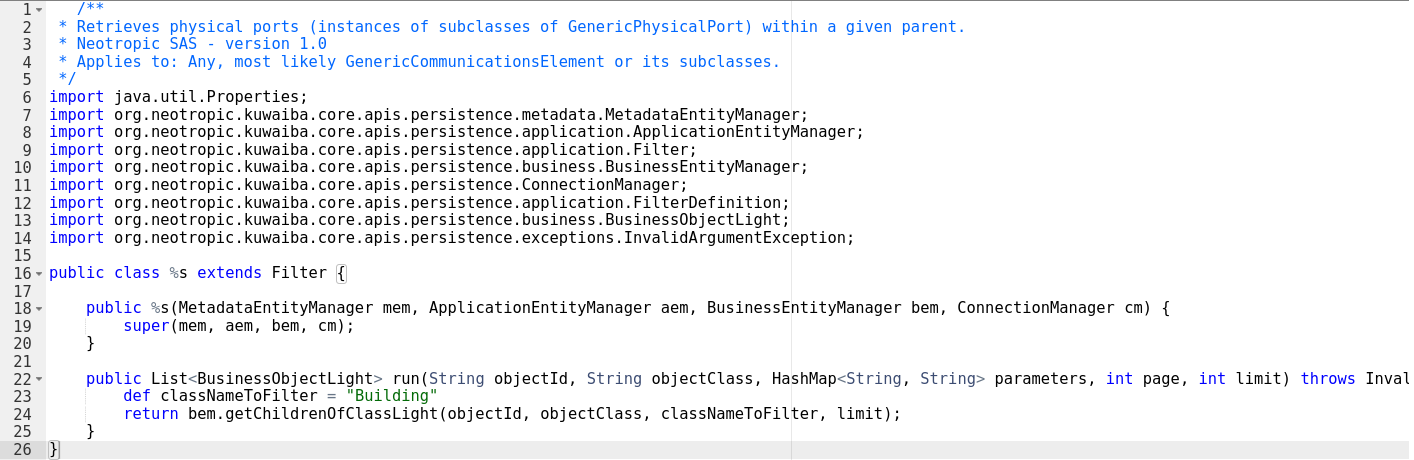 1 /**
2 * Retrieves physical ports (instances of subclasses of GenericPhysicalPort) within a given parent.
3 * Neotropic SAS - version 1.0
4 * Applies to: Any, most likely GenericCommunicationsElement or its subclasses.
5 */
6 import java.util.Properties;
7 import org.neotropic.kuwaiba.core.apis.persistence.metadata.MetadataEntityManager;
8 import org.neotropic.kuwaiba.core.apis.persistence.application.ApplicationEntityManager;
9 import org.neotropic.kuwaiba.core.apis.persistence.application.Filter;
10 import org.neotropic.kuwaiba.core.apis.persistence.business.BusinessEntityManager;
11 import org.neotropic.kuwaiba.core.apis.persistence.ConnectionManager;
12 import org.neotropic.kuwaiba.core.apis.persistence.application.FilterDefinition;
13 import org.neotropic.kuwaiba.core.apis.persistence.business.BusinessObjectLight;
14 import org.neotropic.kuwaiba.core.apis.persistence.exceptions.InvalidArgumentException;
15
16 public class %s extends Filter {
17
18     public %s(MetadataEntityManager mem, ApplicationEntityManager aem, BusinessEntityManager bem, ConnectionManager cm) {
19         super(mem, aem, bem, cm);
20     }
21
22     public List<BusinessObjectLight> run(String objectId, String objectClass, HashMap<String, String> parameters, int page, int limit) throws Inval
23         def classNameToFilter = "Building"
24         return bem.getChildrenOfClassLight(objectId, objectClass, classNameToFilter, limit);
25     }
26 }